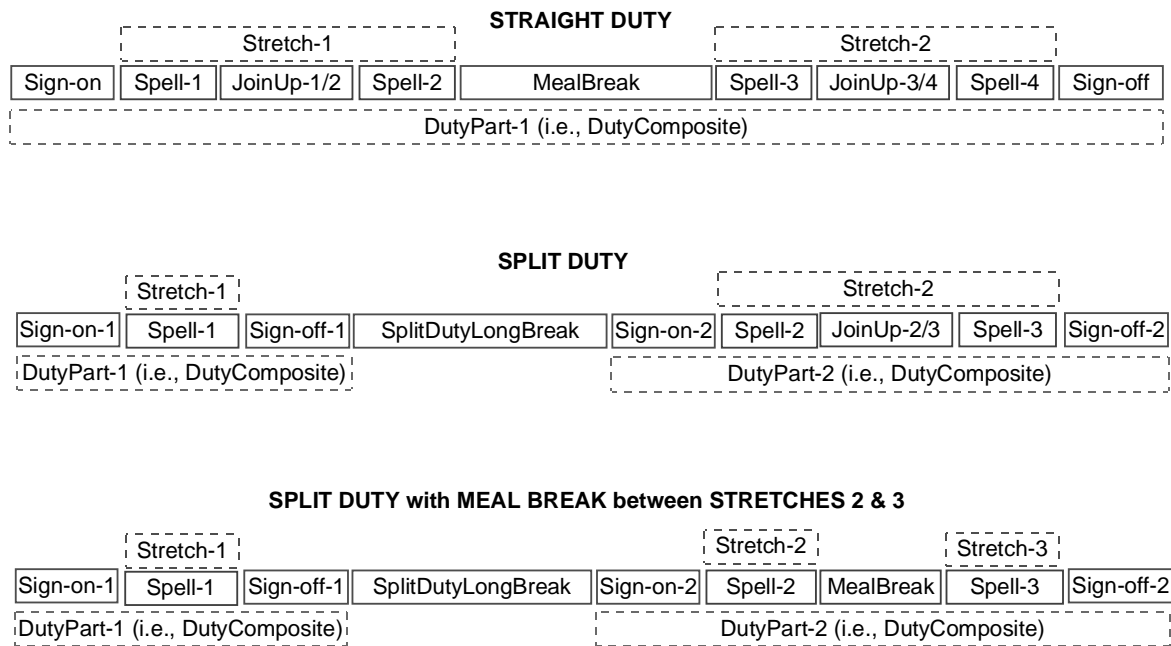 STRAIGHT DUTY
Stretch-1 Stretch-2
Sign-on Spell-1 JoinUp-1/2 Spell-2 MealBreak Spell-3 JoinUp-3/4 Spell-4 Sign-off
DutyPart-1 (i.e., DutyComposite)
SPLIT DUTY
Stretch-1 Stretch-2
Sign-on-1 Spell-1 Sign-off-1 SplitDutyLongBreak Sign-on-2 Spell-2 JoinUp-2/3 Spell-3 Sign-off-2
DutyPart-1 (i.e., DutyComposite) DutyPart-2 (i.e., DutyComposite)
SPLIT DUTY with MEAL BREAK between STRETCHES 2 & 3
Stretch-1 Stretch-2 Stretch-3
Sign-on-1 Spell-1 Sign-off-1 SplitDutyLongBreak Sign-on-2 Spell-2 MealBreak Spell-3 Sign-off-2
DutyPart-1 (i.e., DutyComposite) DutyPart-2 (i.e., DutyComposite)